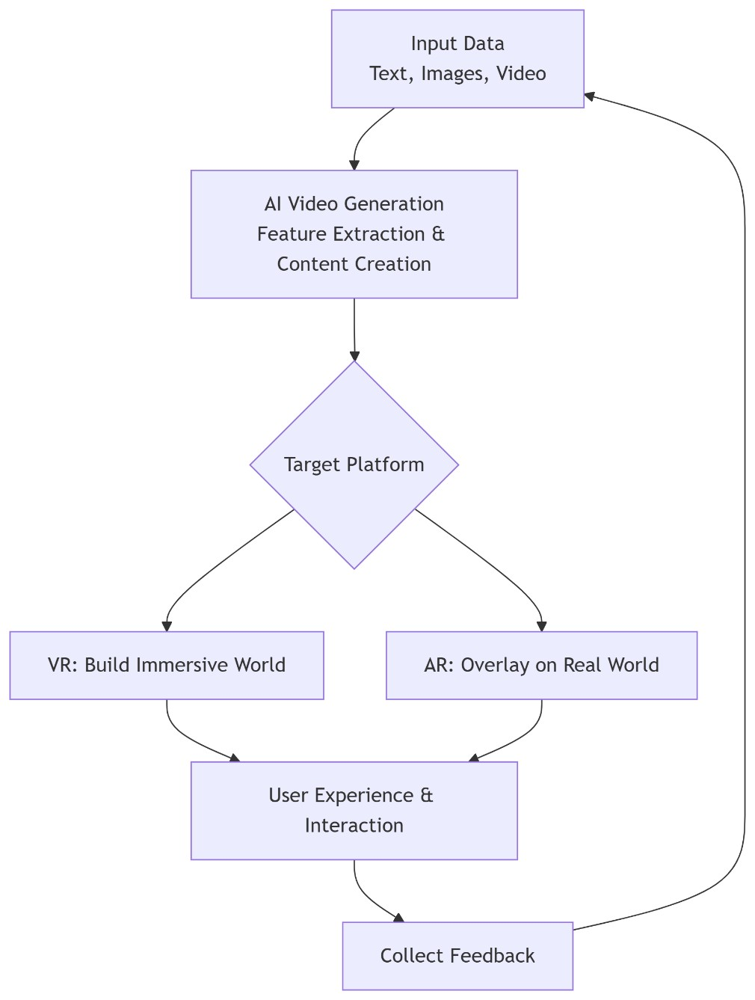 Input Data
Text, Images, Video
AI Video Generation
Feature Extraction &
Content Creation
Target Platform
VR: Build Immersive World
AR: Overlay on Real World
User Experience &
Interaction
Collect Feedback